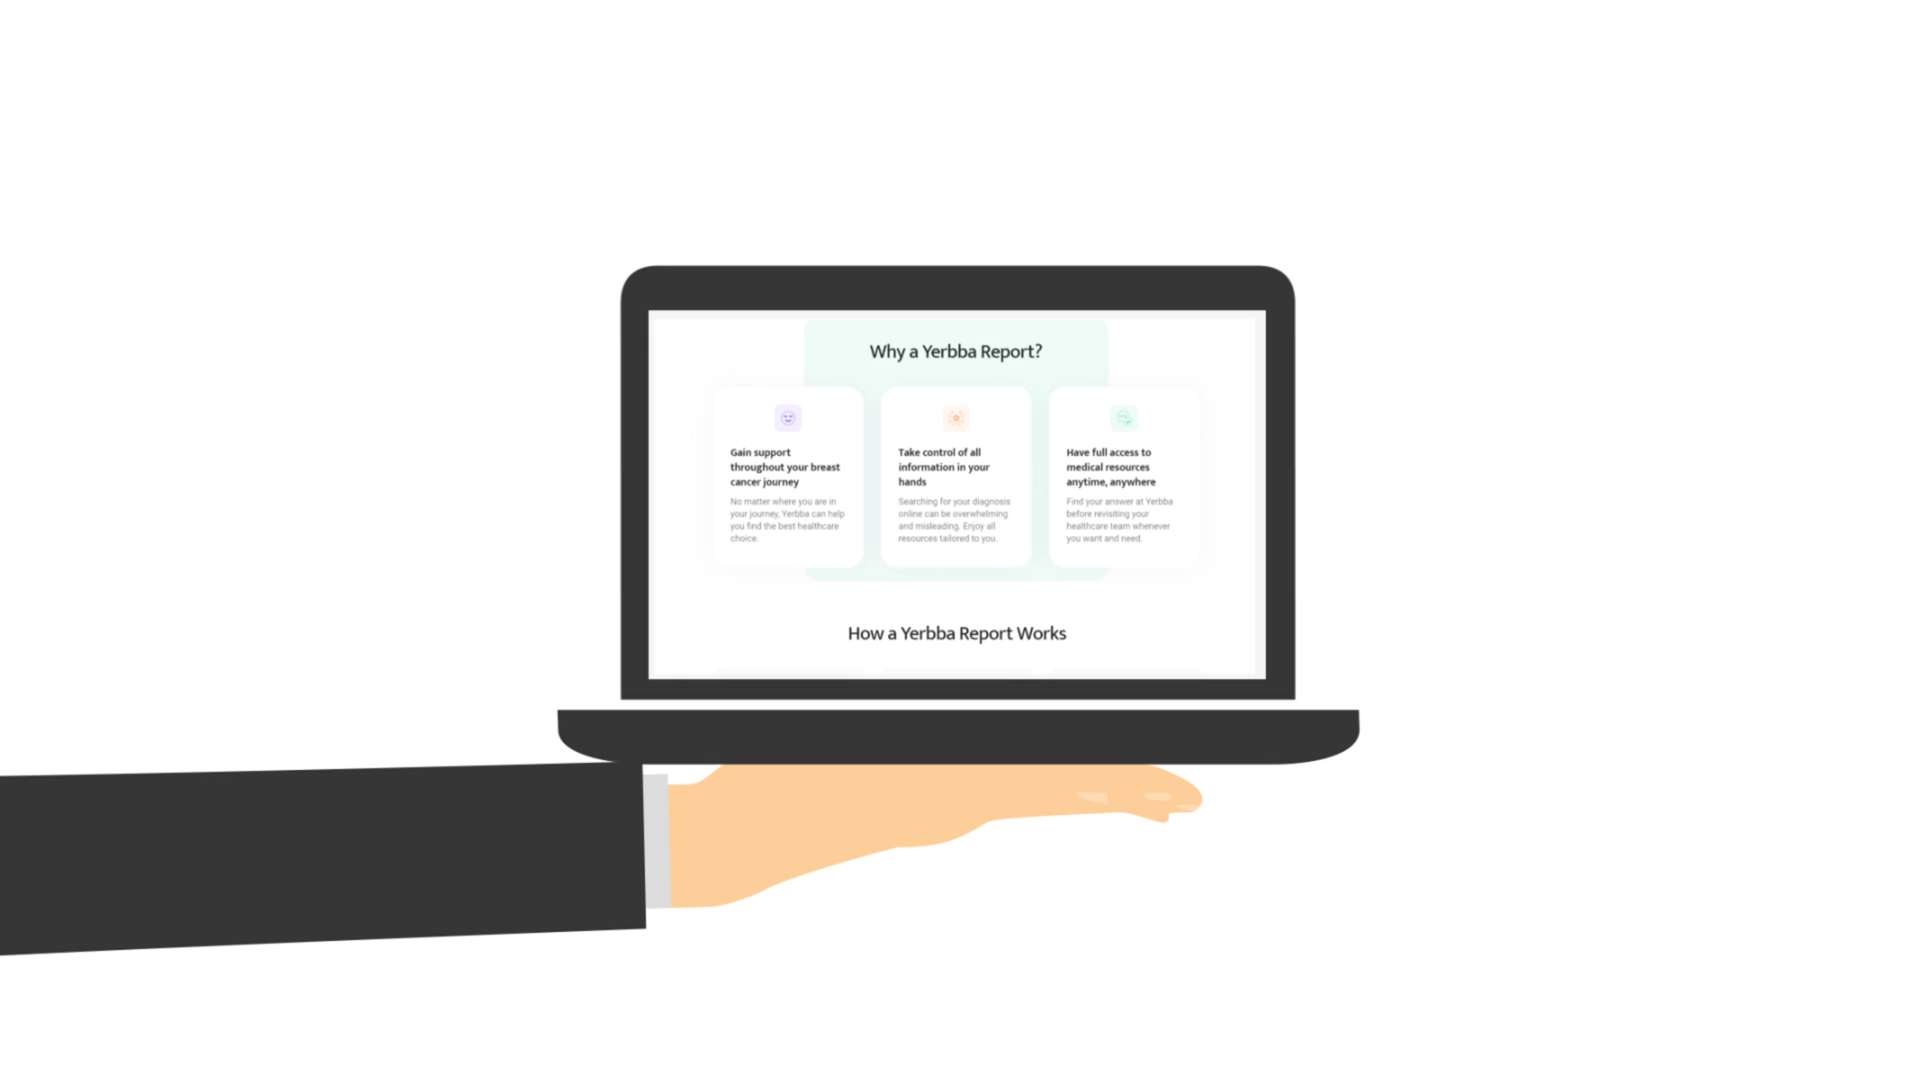 Why a Yerbba Report?
Gain support
throughout your breast
cancer journey
No matter where you are in
your journey, Yerbba can help
you find the best healthcare
choice.
Take control of all
information in your
hands
Searching for your diagnosis
online can be overwhelming
and misleading. Enjoy all
resources tailored to you.
Have full access to
medical resources
anytime, anywhere
Find your answer at Yerbba
before revisiting your
healthcare team whenever
you want and need.
How a Yerbba Report Works